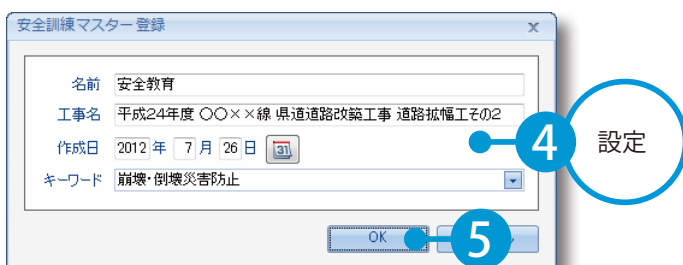 安全訓練マスター登録 x
名前 安全教育
工事名 平成24年度 〇〇××線 県道道路改築工事 道路拡幅工その2
作成日 2012 年 7 月 26 日 31
キーワード 崩壊・倒壊災害防止
4 設定
OK 5